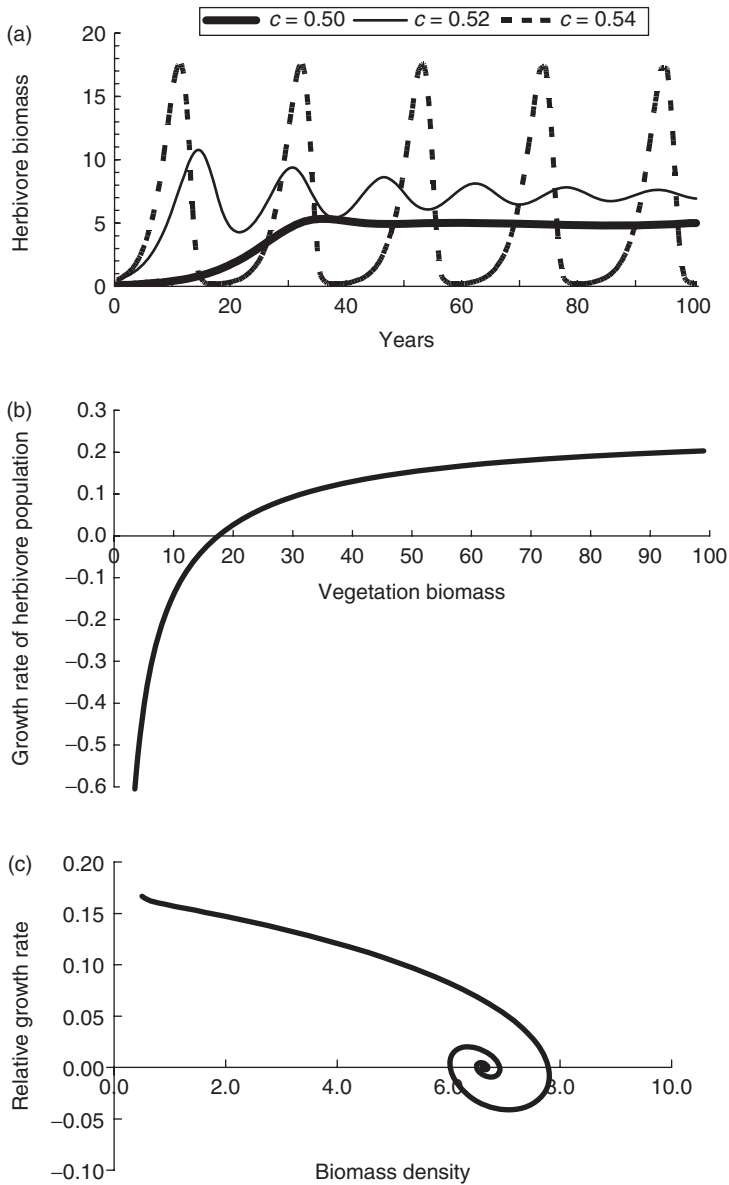 (a)
c = 0.50 c = 0.52 c = 0.54
Herbivore biomass
20
15
10
5
0
0 20 40 60 80 100
Years
(b)
Growth rate of herbivore population
0.3
0.2
0.1
0.0
−0.1
−0.2
−0.3
−0.4
−0.5
−0.6
0 10 20 30 40 50 60 70 80 90 100
Vegetation biomass
(c)
Relative growth rate
0.20
0.15
0.10
0.05
0.00
−0.05
−0.10
0.0 2.0 4.0 6.0 8.0 10.0
Biomass density